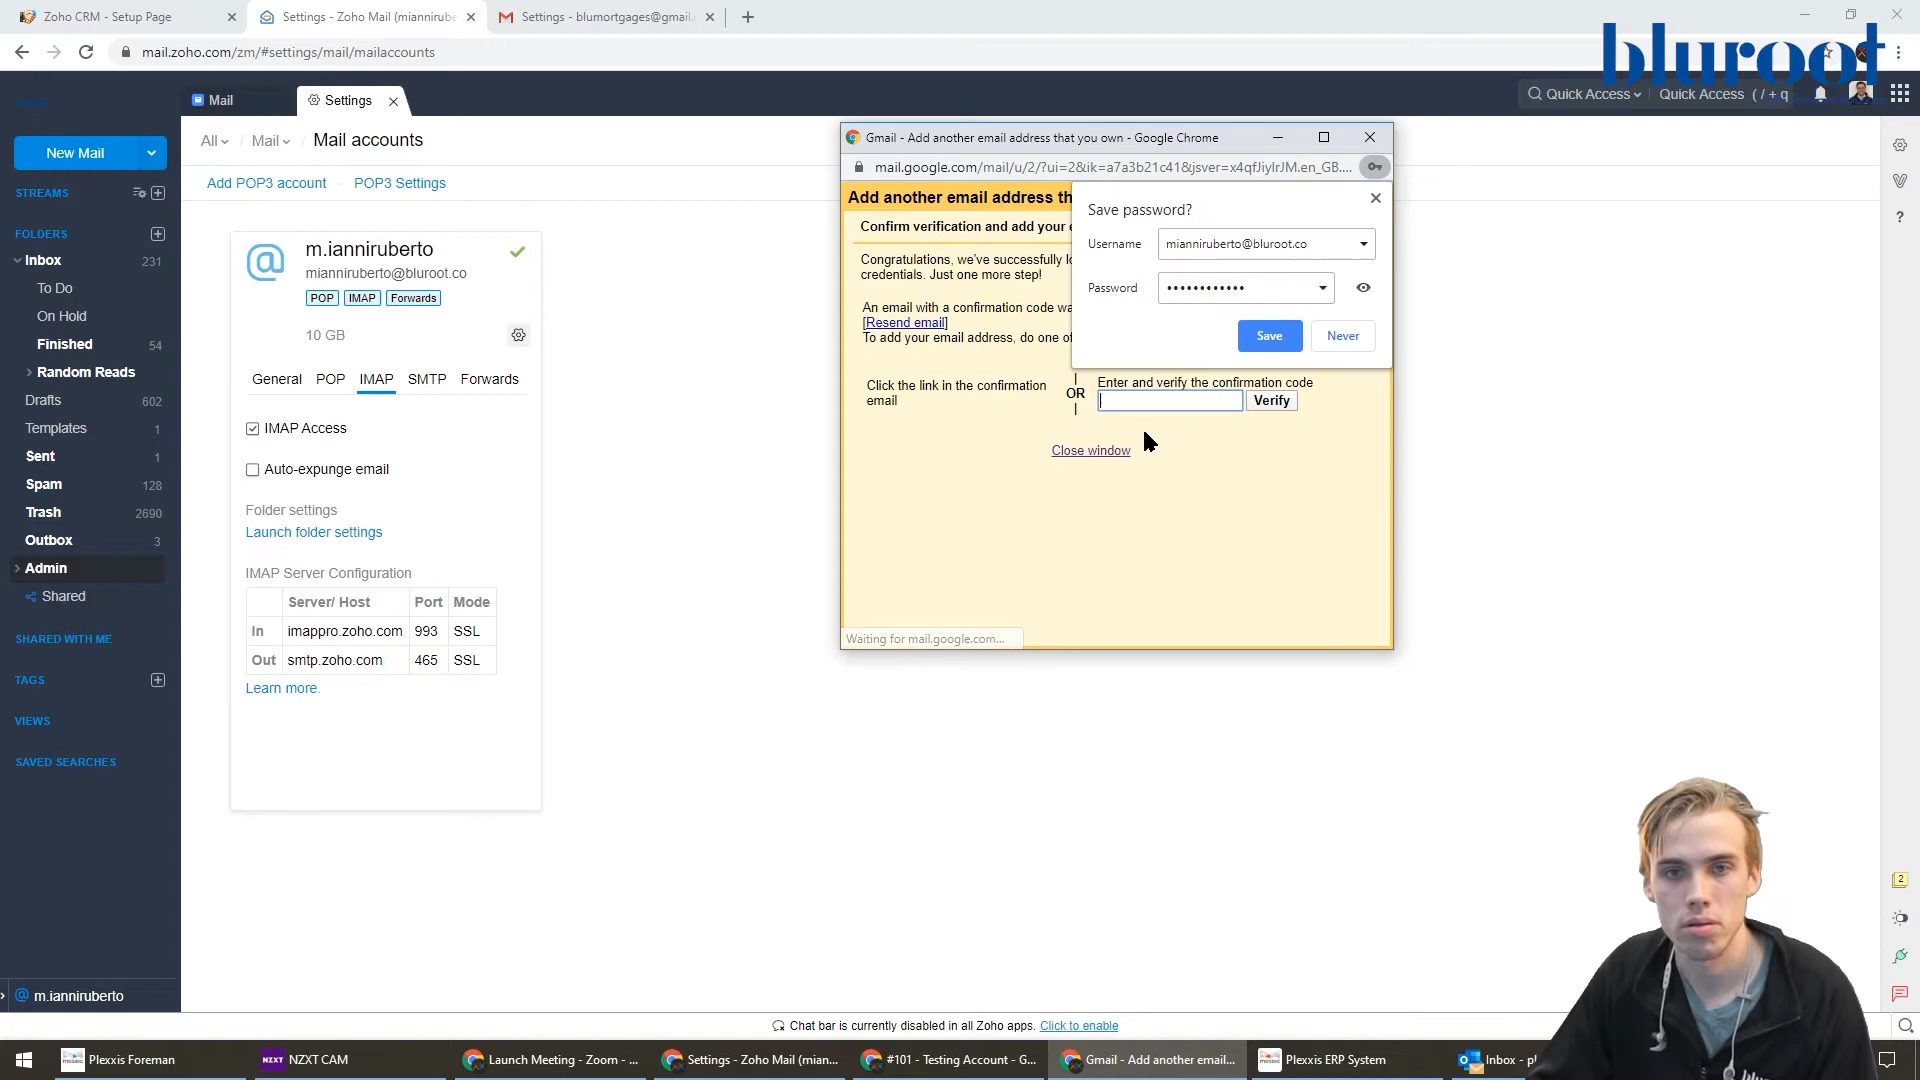 Zoho CRM - Setup Page
Settings - Zoho Mail (miannirube
Settings - blumortgages@gmail.
mail.zoho.com/zm/#settings/mail/mailaccounts
bluroot
Mail
Settings
Quick Access
Quick Access ( / + q
All
Mail
Mail accounts
New Mail
Add POP3 account
POP3 Settings
STREAMS
FOLDERS
Inbox 231
To Do
On Hold
Finished 54
Random Reads
Drafts 602
Templates 1
Sent 1
Spam 128
Trash 2690
Outbox 3
Admin
Shared
SHARED WITH ME
TAGS
VIEWS
SAVED SEARCHES
m.ianniruberto
m.ianniruberto
mianniruberto@bluroot.co
POP IMAP Forwards
10 GB
General POP IMAP SMTP Forwards
IMAP Access
Auto-expunge email
Folder settings
Launch folder settings
IMAP Server Configuration
Server/ Host Port Mode
In imappro.zoho.com 993 SSL
Out smtp.zoho.com 465 SSL
Learn more.
Gmail - Add another email address that you own - Google Chrome
mail.google.com/mail/u/2/?ui=2&ik=a7a3b21c41&jsver=x4qfJiylrJM.en_GB....
Add another email address th
Confirm verification and add your e
Congratulations, we've successfully lo
credentials. Just one more step!
An email with a confirmation code wa
[Resend email]
To add your email address, do one of
Click the link in the confirmation
email
OR
Enter and verify the confirmation code
Verify
Close window
Waiting for mail.google.com...
Save password?
Username mianniruberto@bluroot.co
Password ••••••••••••
Save
Never
2
Chat bar is currently disabled in all Zoho apps. Click to enable
Plexxis Foreman
NZXT CAM
Launch Meeting - Zoom - ...
Settings - Zoho Mail (mian...
#101 - Testing Account - G...
Gmail - Add another email...
Plexxis ERP System
Inbox - pl